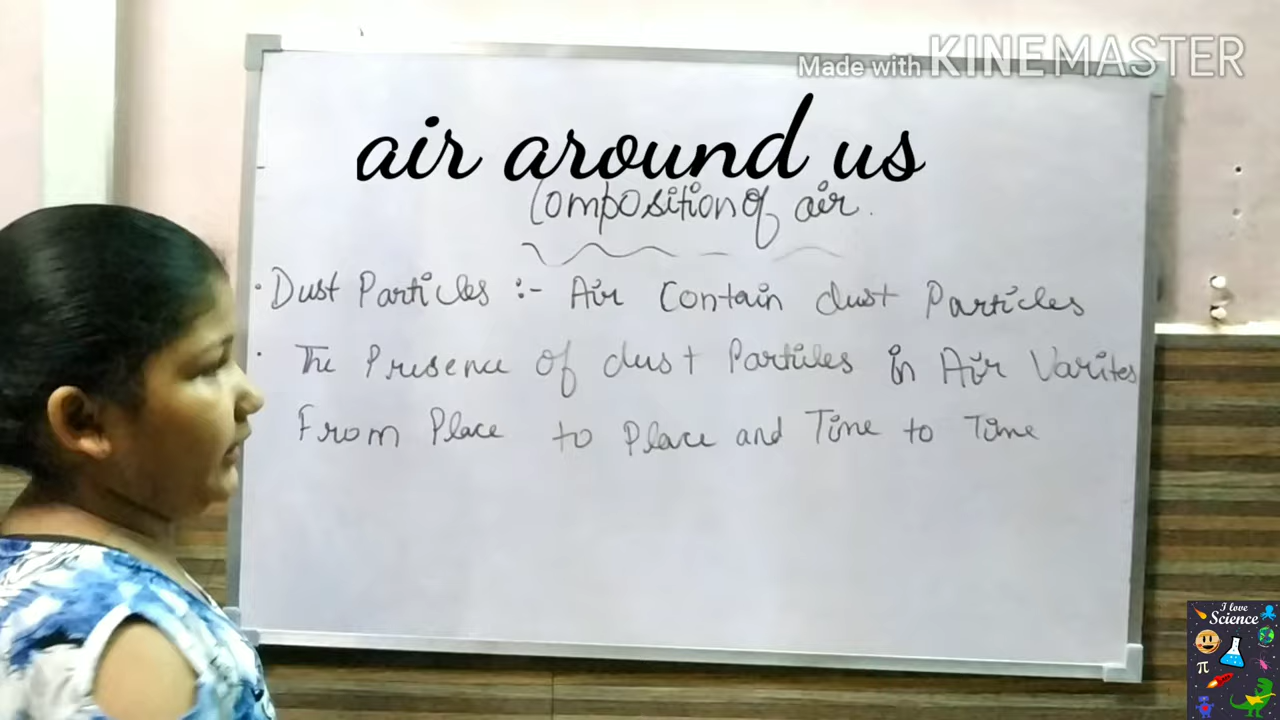 Made with KINEMASTER
air around us
Composition of air.
• Dust Particles :- Air Contain dust Particles
• The Presence of dust Particles in Air Varites
From Place to Place and Time to Time
I love
Science
π